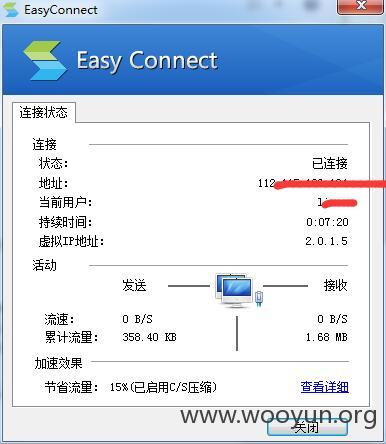 EasyConnect
Easy Connect
连接状态
连接
状态: 已连接
地址: 112
当前用户:
持续时间: 0:07:20
虚拟IP地址: 2.0.1.5
活动
发送 接收
流速: 0 B/S 0 B/S
累计流量: 358.40 KB 1.68 MB
加速效果
节省流量: 15%(已启用C/S压缩) 查看详细
www.wooyun.org
关闭